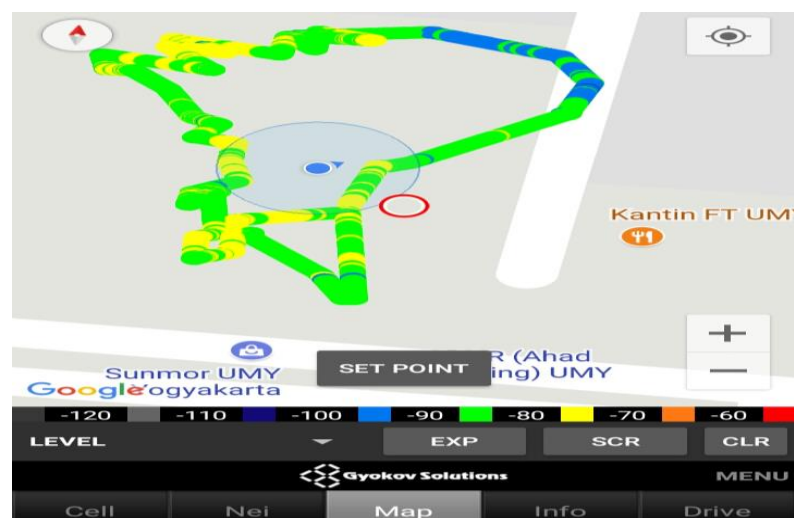 Kantin FT UMY
Sunmor UMY
Yogyakarta
(Ahad
ing) UMY
SET POINT
Google
-120 -110 -100 -90 -80 -70 -60
LEVEL EXP SCR CLR
Gyokov Solutions MENU
Cell Nei Map Info Drive